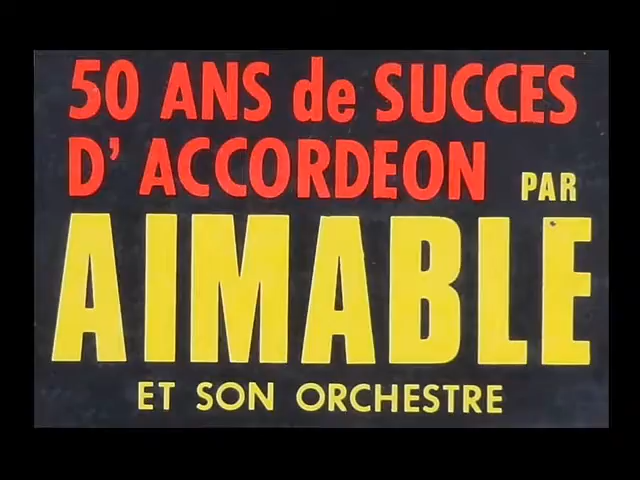 50 ANS de SUCCES
D' ACCORDEON PAR
AIMABLE
ET SON ORCHESTRE